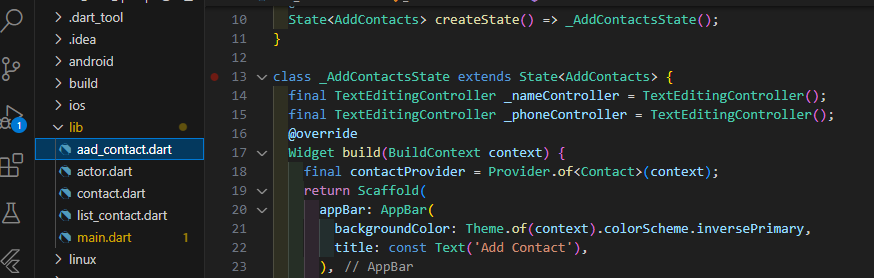 .dart_tool
.idea
android
build
ios
lib
aad_contact.dart
actor.dart
contact.dart
list_contact.dart
main.dart 1
linux
1
10 State<AddContacts> createState() => _AddContactsState();
11 }
12
13 class _AddContactsState extends State<AddContacts> {
14 final TextEditingController _nameController = TextEditingController();
15 final TextEditingController _phoneController = TextEditingController();
16 @override
17 Widget build(BuildContext context) {
18 final contactProvider = Provider.of<Contact>(context);
19 return Scaffold(
20 appBar: AppBar(
21 backgroundColor: Theme.of(context).colorScheme.inversePrimary,
22 title: const Text('Add Contact'),
23 ), // AppBar